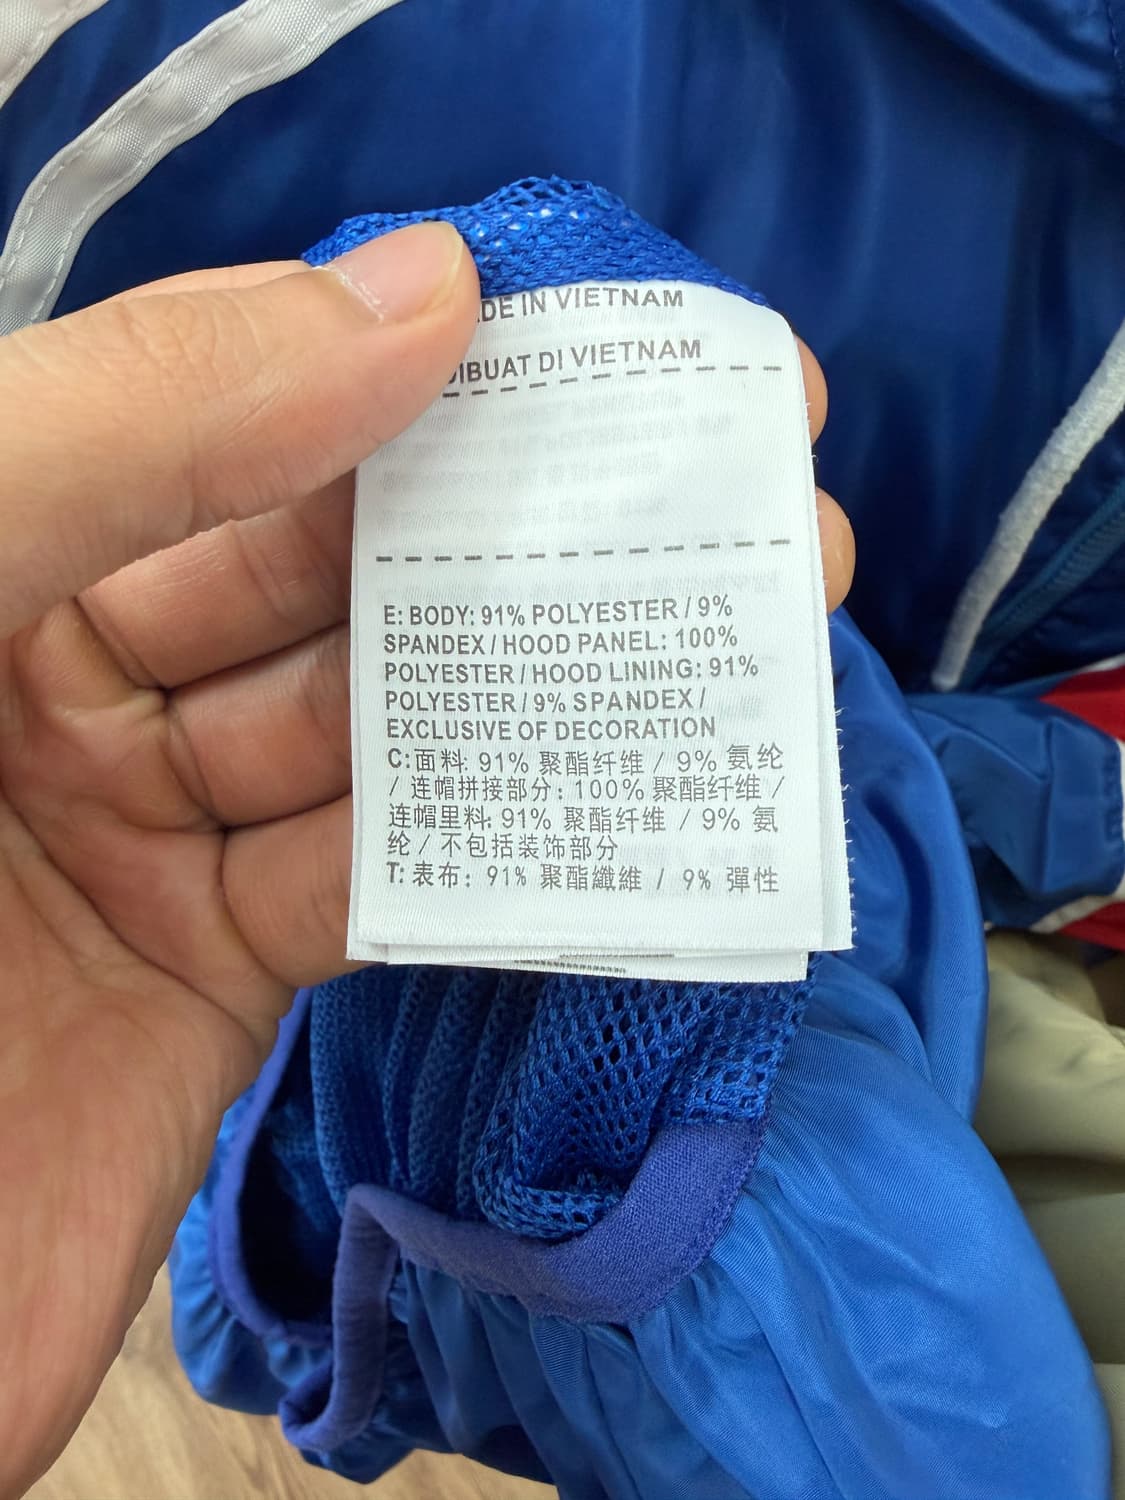 DE IN VIETNAM
DIBUAT DI VIETNAM
E: BODY: 91% POLYESTER / 9%
SPANDEX / HOOD PANEL: 100%
POLYESTER / HOOD LINING: 91%
POLYESTER / 9% SPANDEX /
EXCLUSIVE OF DECORATION
C: 面料: 91% 聚酯纤维 / 9% 氨纶
/ 连帽拼接部分: 100% 聚酯纤维 /
连帽里料: 91% 聚酯纤维 / 9% 氨
纶 / 不包括装饰部分
T: 表布: 91% 聚酯纖維 / 9% 彈性